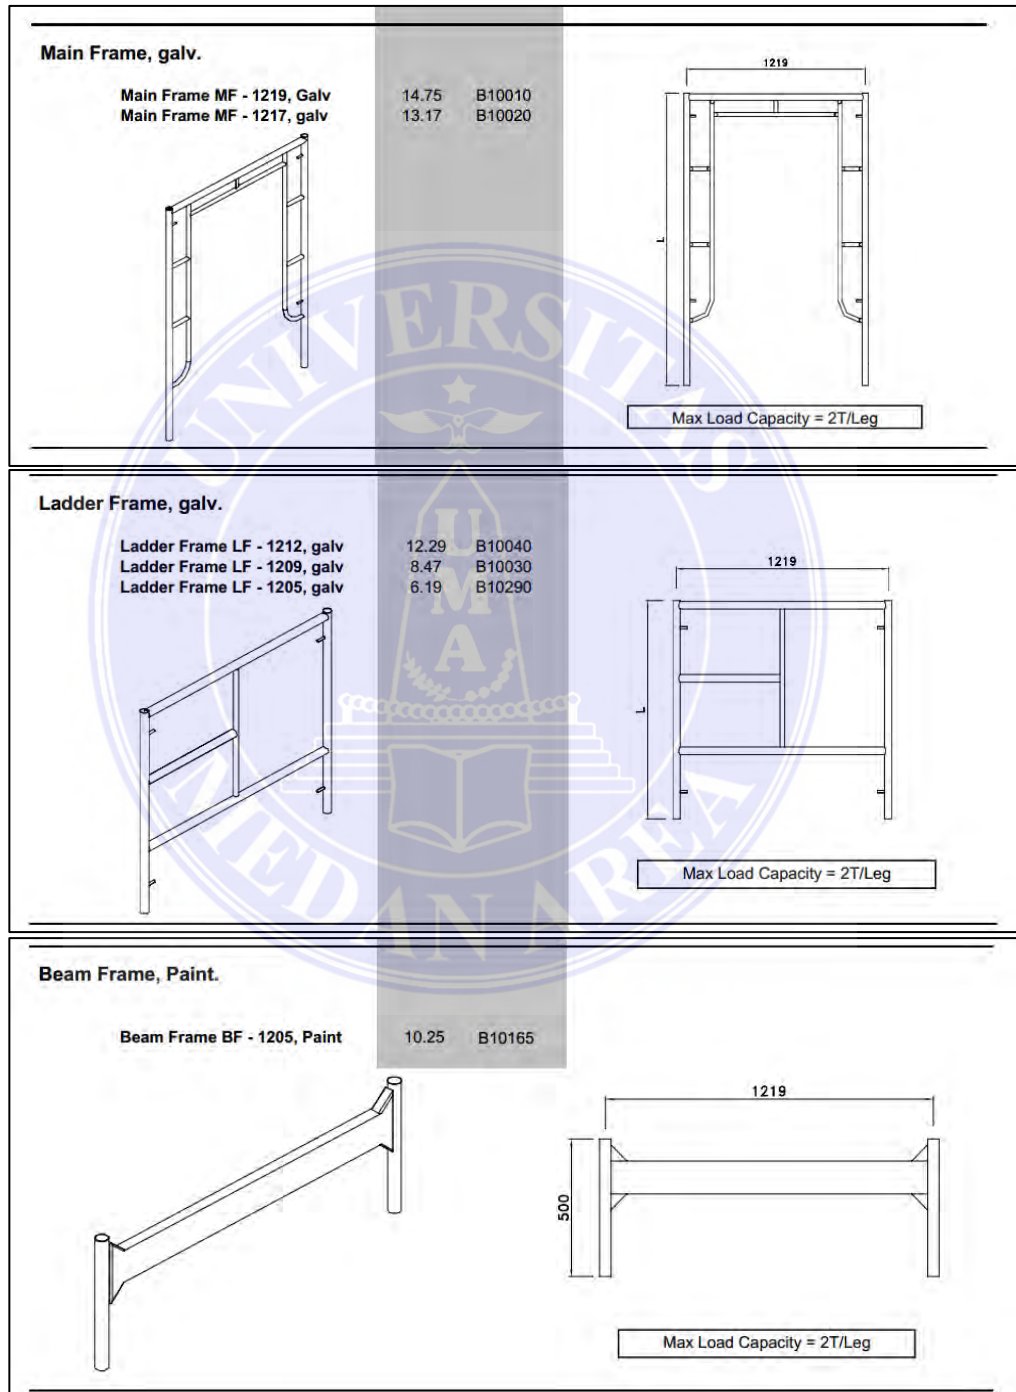 Main Frame, galv.
Main Frame MF - 1219, Galv 14.75 B10010
Main Frame MF - 1217, galv 13.17 B10020
1219
L
Max Load Capacity = 2T/Leg
Ladder Frame, galv.
Ladder Frame LF - 1212, galv 12.29 B10040
Ladder Frame LF - 1209, galv 8.47 B10030
Ladder Frame LF - 1205, galv 6.19 B10290
1219
L
Max Load Capacity = 2T/Leg
Beam Frame, Paint.
Beam Frame BF - 1205, Paint 10.25 B10165
1219
500
Max Load Capacity = 2T/Leg
UNIVERSITAS
UMA
MEDAN AREA